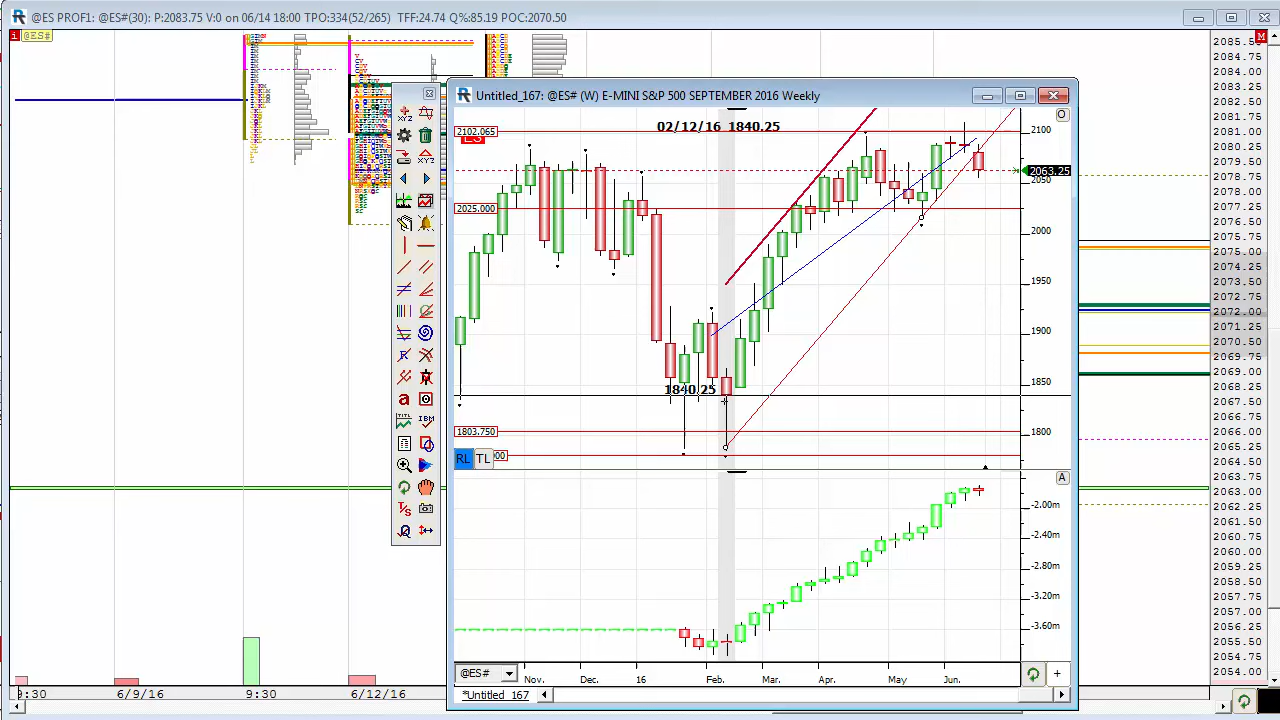 @ES PROF1: @ES#(30): P:2083.75 V:0 on 06/14 18:00 TPO:334(52/265) TFF:24.74 Q%:85.19 POC:2070.50
i @ES#
M
2085.50
2084.75
2084.00
2083.25
2082.50
2081.75
2081.00
2080.25
2079.50
2078.75
2078.00
2077.25
2076.50
2075.75
2075.00
2074.25
2073.50
2072.75
2072.00
2071.25
2070.50
2069.75
2069.00
2068.25
2067.50
2066.75
2066.00
2065.25
2064.50
2063.75
2063.00
2062.25
2061.50
2060.75
2060.00
2059.25
2058.50
2057.75
2057.00
2056.25
2055.50
2054.75
2054.00
Untitled_167: @ES# (W) E-MINI S&P 500 SEPTEMBER 2016 Weekly
02/12/16 1840.25
O
2102.065
ES
2100
2063.25
2050
2025.000
2000
1950
1900
1850
1840.25
1803.750
1800
RL TL 000
A
-2.00m
-2.40m
-2.80m
-3.20m
-3.60m
XYZ
XYZ
a
TITL IBM
T/S
@ES# Nov. Dec. 16 Feb. Mar. Apr. May Jun.
+
*Untitled_167
9:30 6/9/16 9:30 6/12/16